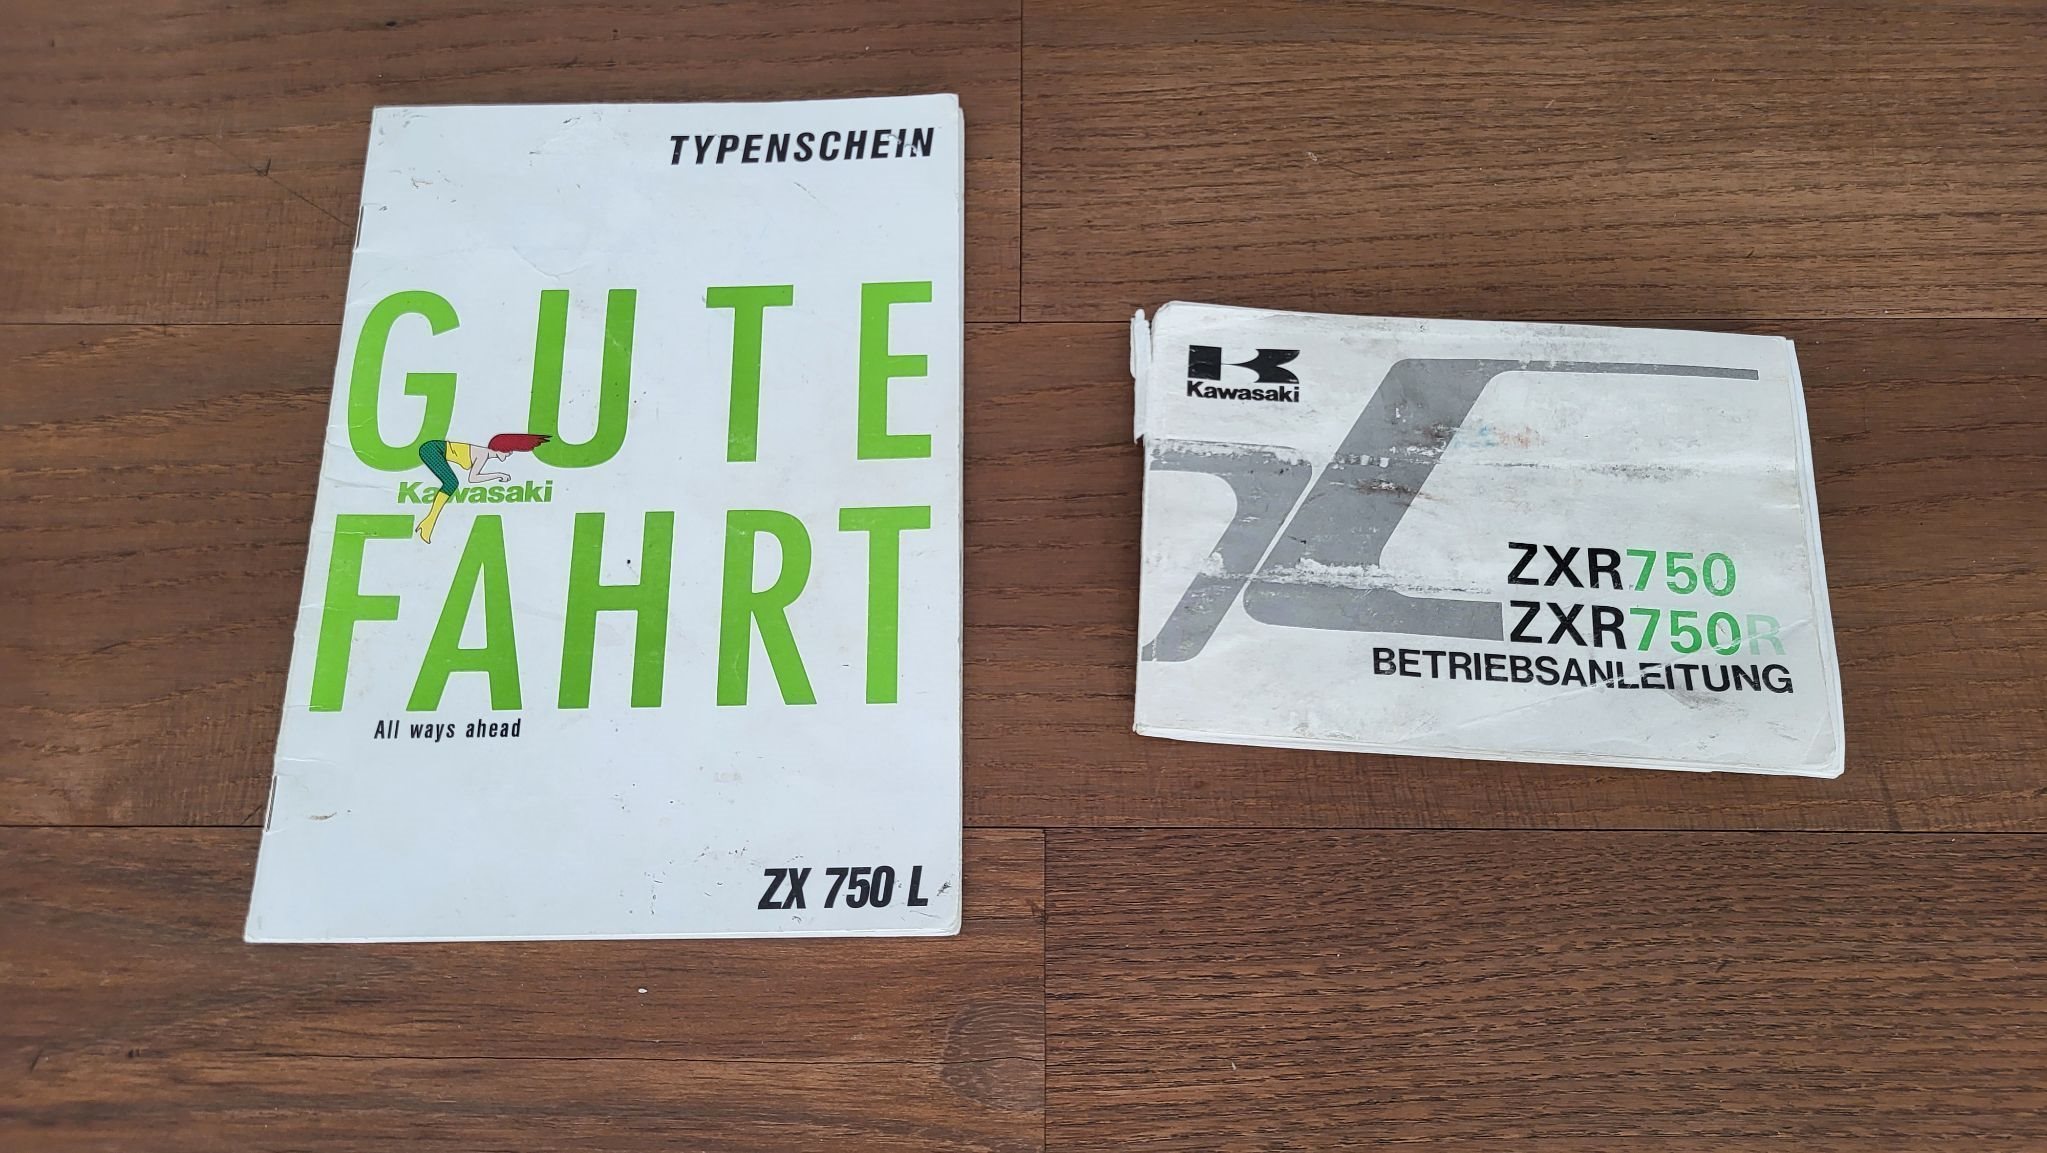 TYPENSCHEIN
GUTE
Kawasaki
FAHRT
All ways ahead
ZX 750 L
Kawasaki
ZXR750
ZXR750R
BETRIEBSANLEITUNG